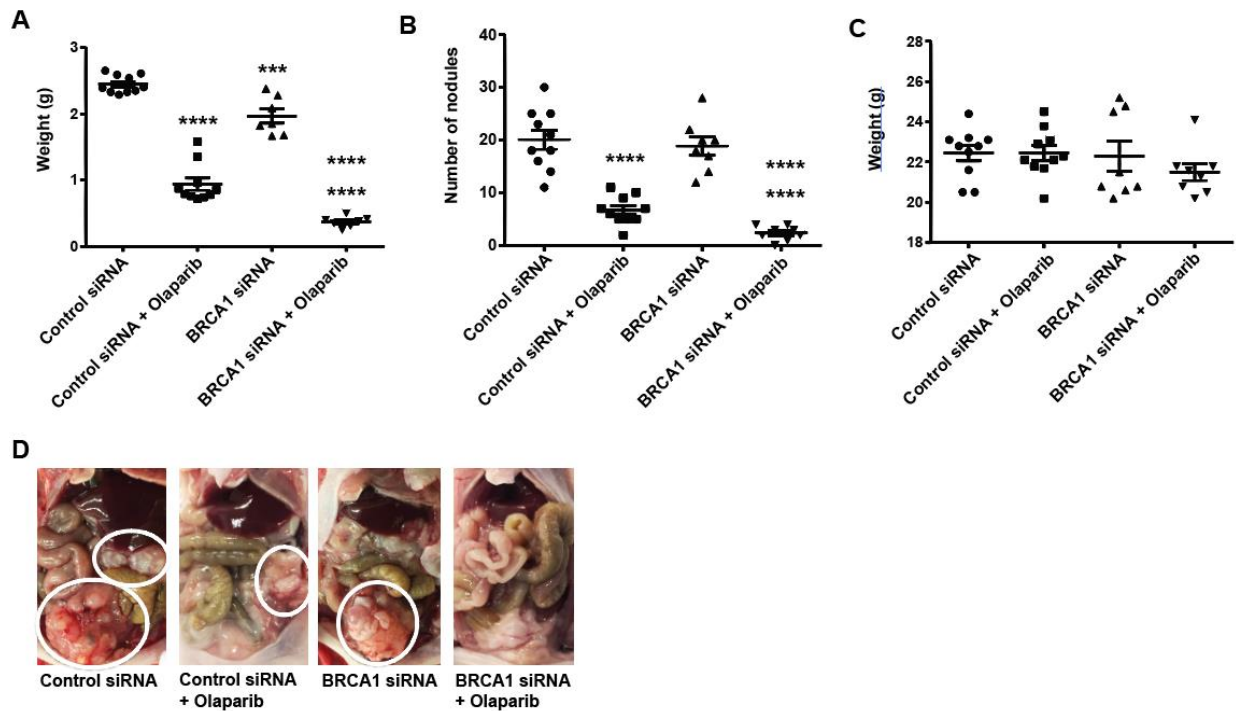 A
Weight (g)
3
2
1
0
****
***
****
****
Control siRNA
Control siRNA + Olaparib
BRCA1 siRNA
BRCA1 siRNA + Olaparib
B
Number of nodules
40
30
20
10
0
****
****
****
Control siRNA
Control siRNA + Olaparib
BRCA1 siRNA
BRCA1 siRNA + Olaparib
C
Weight (g)
28
26
24
22
20
18
Control siRNA
Control siRNA + Olaparib
BRCA1 siRNA
BRCA1 siRNA + Olaparib
D
Control siRNA
Control siRNA
+ Olaparib
BRCA1 siRNA
BRCA1 siRNA
+ Olaparib